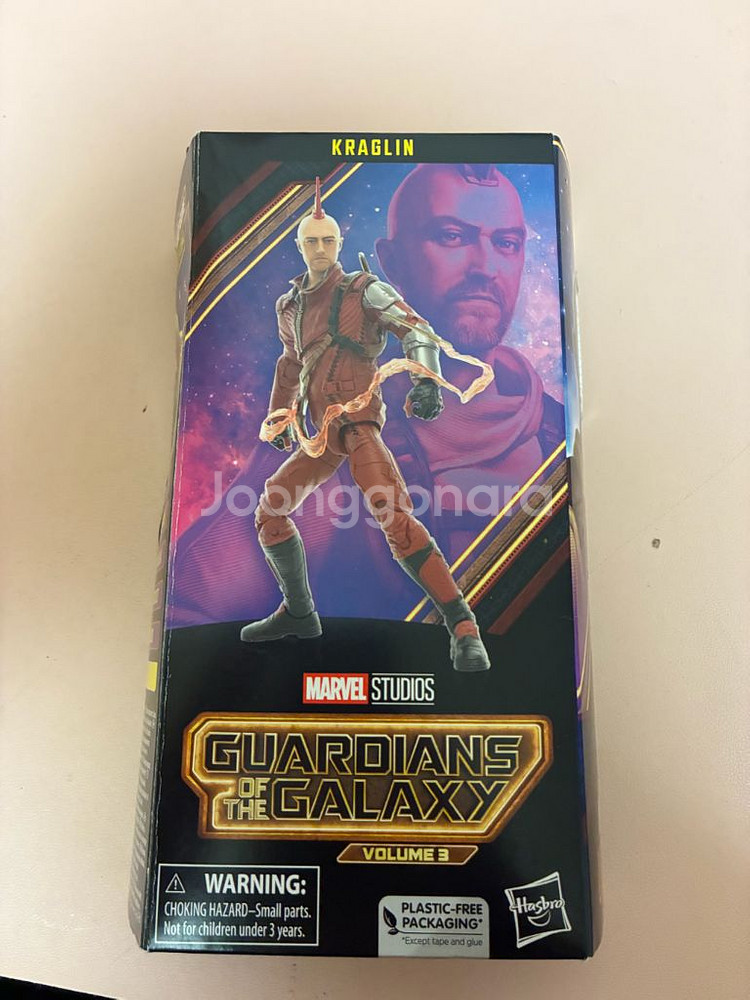 KRAGLIN
Joonggonara
MARVEL STUDIOS
GUARDIANS
OF THE GALAXY
VOLUME 3
WARNING:
CHOKING HAZARD–Small parts.
Not for children under 3 years.
PLASTIC-FREE
PACKAGING*
*Except tape and glue
Hasbro